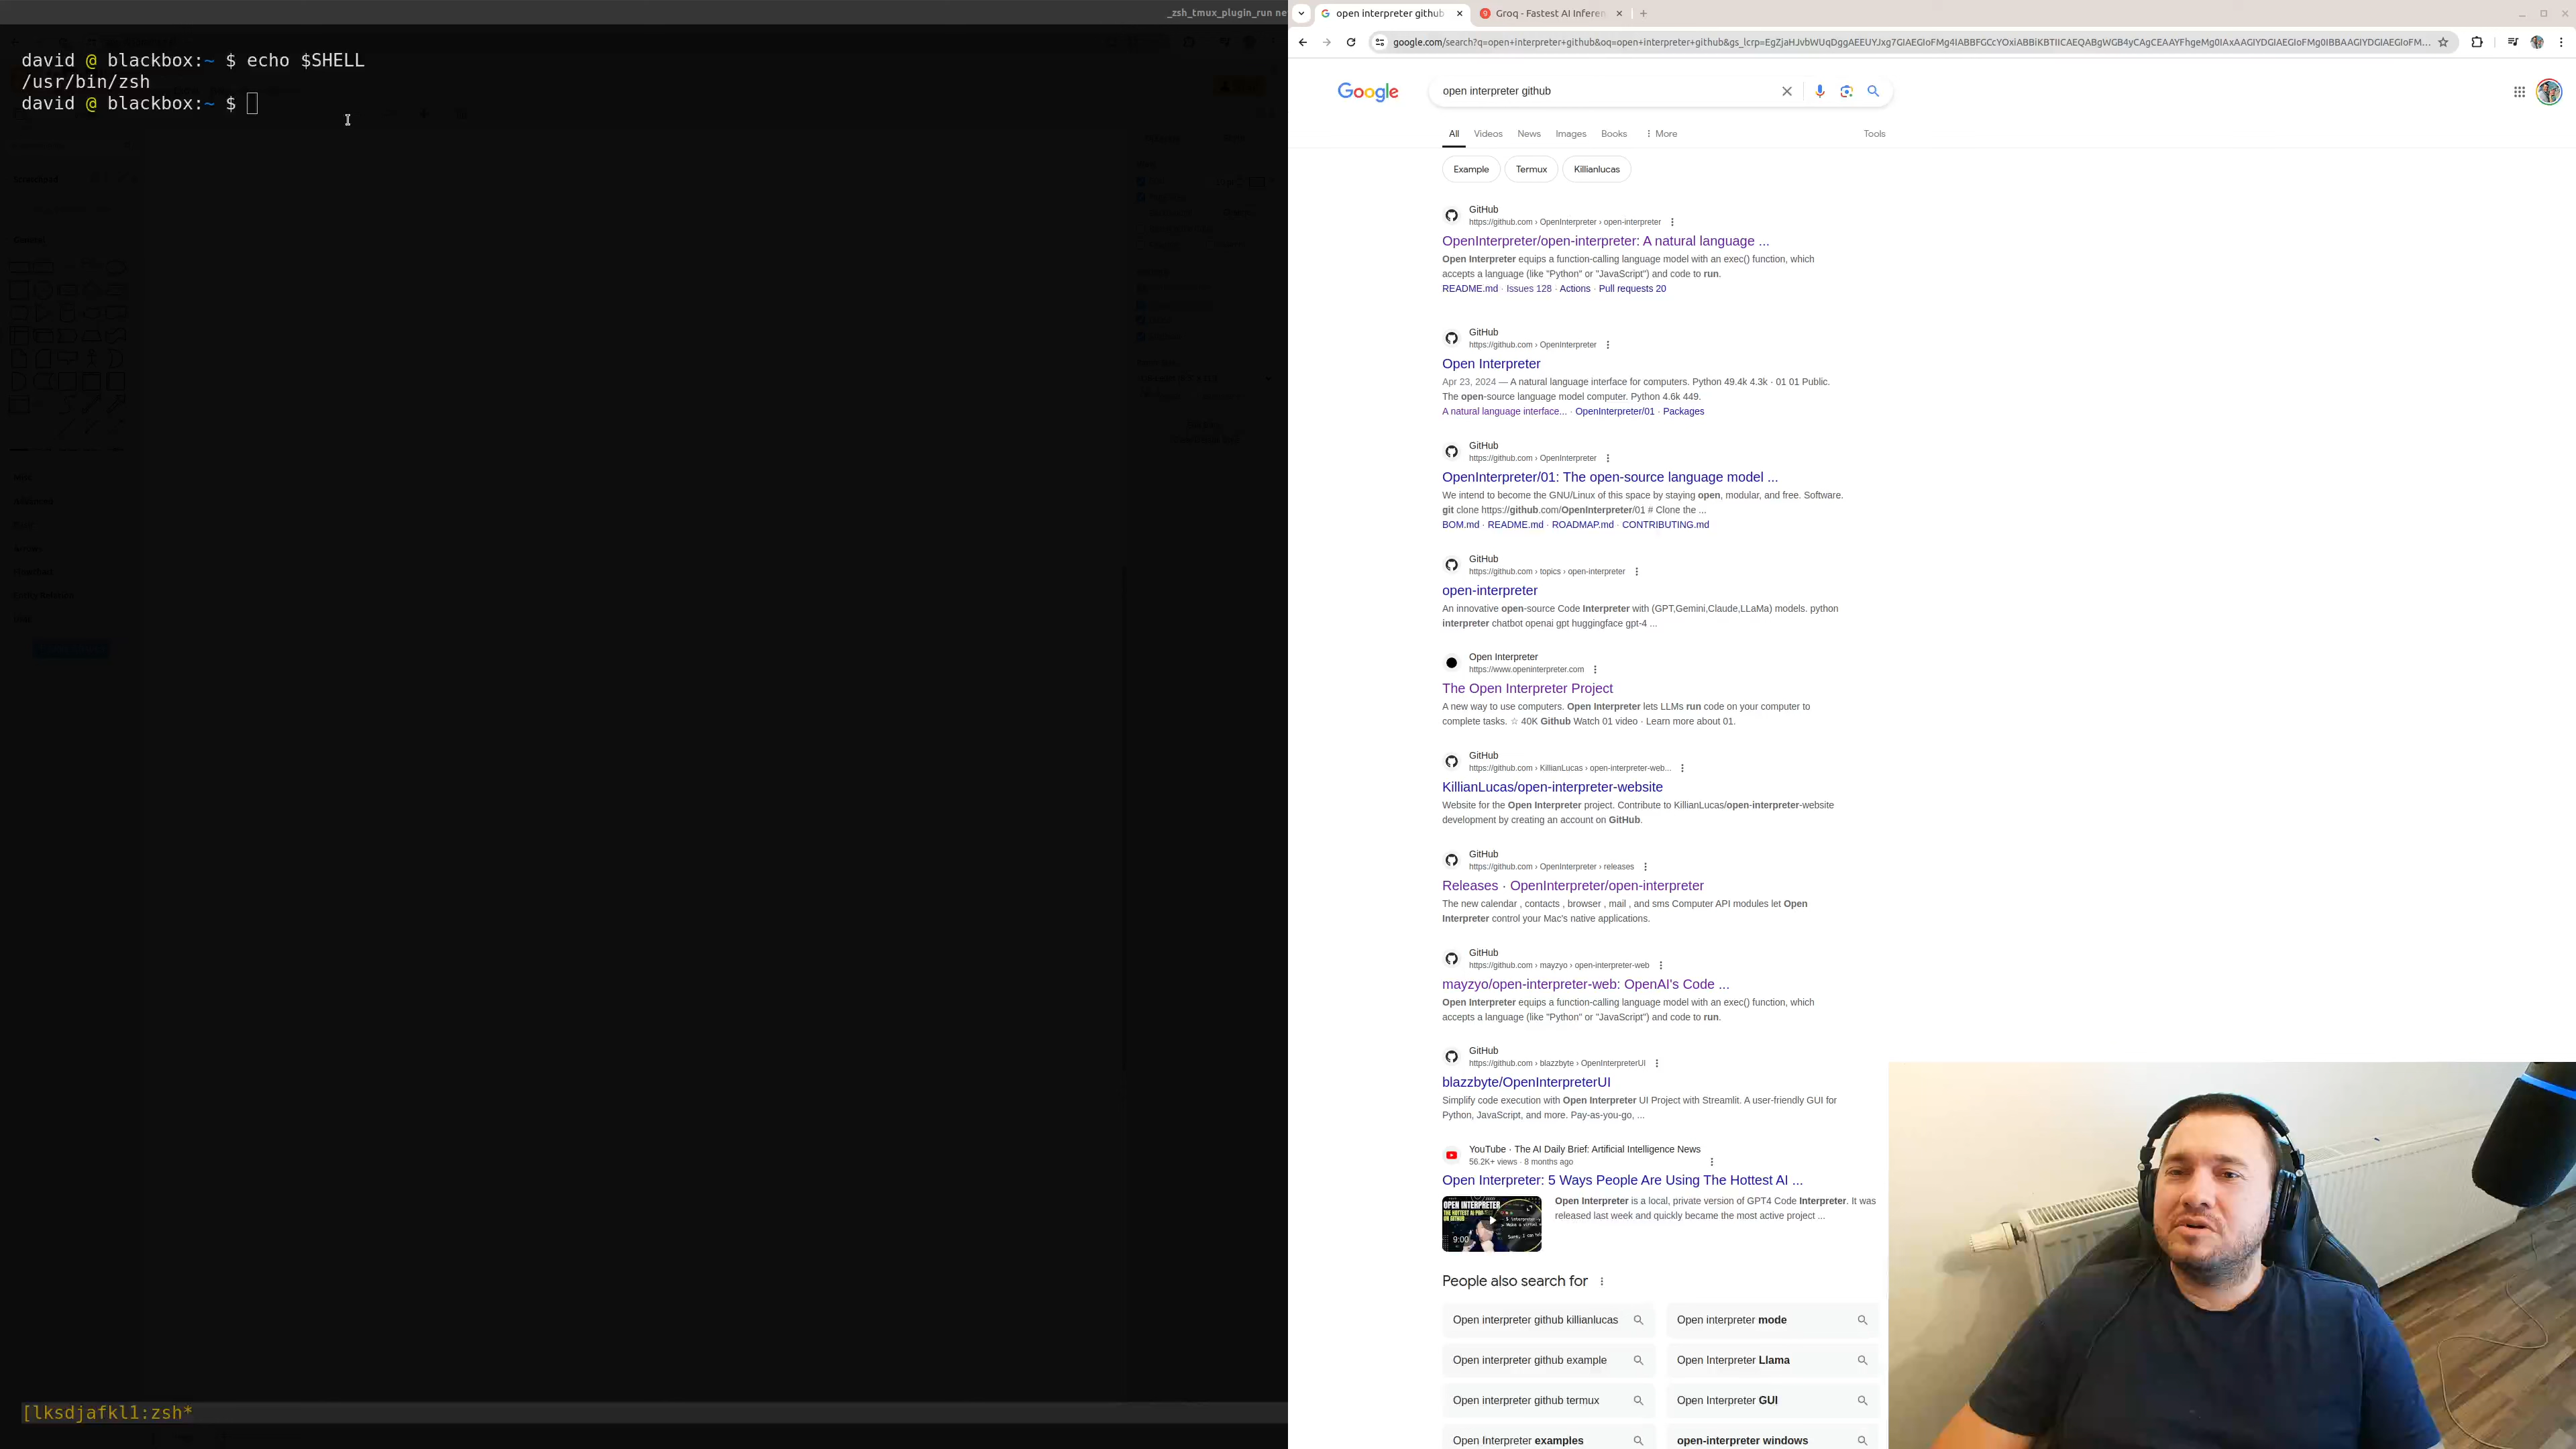 _zsh_tmux_plugin_run ne
david @ blackbox:~ $ echo $SHELL
/usr/bin/zsh
david @ blackbox:~ $
[lksdjafkl1:zsh*
open interpreter github
Groq - Fastest AI Inferen
google.com/search?q=open+interpreter+github&oq=open+interpreter+github&gs_lcrp=
Google
open interpreter github
All Videos News Images Books More Tools
Example Termux Killianlucas
GitHub
https://github.com › OpenInterpreter › open-interpreter
OpenInterpreter/open-interpreter: A natural language ...
Open Interpreter equips a function-calling language model with an exec() function, which
accepts a language (like "Python" or "JavaScript") and code to run.
README.md · Issues 128 · Actions · Pull requests 20
GitHub
https://github.com › OpenInterpreter
Open Interpreter
Apr 23, 2024 — A natural language interface for computers. Python 49.4k 4.3k · 01 01 Public.
The open-source language model computer. Python 4.6k 449.
A natural language interface... · OpenInterpreter/01 · Packages
GitHub
https://github.com › OpenInterpreter
OpenInterpreter/01: The open-source language model ...
We intend to become the GNU/Linux of this space by staying open, modular, and free. Software.
git clone https://github.com/OpenInterpreter/01 # Clone the ...
BOM.md · README.md · ROADMAP.md · CONTRIBUTING.md
GitHub
https://github.com › topics › open-interpreter
open-interpreter
An innovative open-source Code Interpreter with (GPT,Gemini,Claude,LLaMa) models. python
interpreter chatbot openai gpt huggingface gpt-4 ...
Open Interpreter
https://www.openinterpreter.com
The Open Interpreter Project
A new way to use computers. Open Interpreter lets LLMs run code on your computer to
complete tasks. ☆ 40K Github Watch 01 video · Learn more about 01.
GitHub
https://github.com › KillianLucas › open-interpreter-web...
KillianLucas/open-interpreter-website
Website for the Open Interpreter project. Contribute to KillianLucas/open-interpreter-website
development by creating an account on GitHub.
GitHub
https://github.com › OpenInterpreter › releases
Releases · OpenInterpreter/open-interpreter
The new calendar , contacts , browser , mail , and sms Computer API modules let Open
Interpreter control your Mac's native applications.
GitHub
https://github.com › mayzyo › open-interpreter-web
mayzyo/open-interpreter-web: OpenAI's Code ...
Open Interpreter equips a function-calling language model with an exec() function, which
accepts a language (like "Python" or "JavaScript") and code to run.
GitHub
https://github.com › blazzbyte › OpenInterpreterUI
blazzbyte/OpenInterpreterUI
Simplify code execution with Open Interpreter UI Project with Streamlit. A user-friendly GUI for
Python, JavaScript, and more. Pay-as-you-go, ...
YouTube · The AI Daily Brief: Artificial Intelligence News
56.2K+ views · 8 months ago
Open Interpreter: 5 Ways People Are Using The Hottest AI ...
OPEN INTERPRETER
9:00
Open Interpreter is a local, private version of GPT4 Code Interpreter. It was
released last week and quickly became the most active project ...
People also search for
Open interpreter github killianlucas
Open interpreter mode
Open interpreter github example
Open Interpreter Llama
Open interpreter github termux
Open Interpreter GUI
Open Interpreter examples
open-interpreter windows